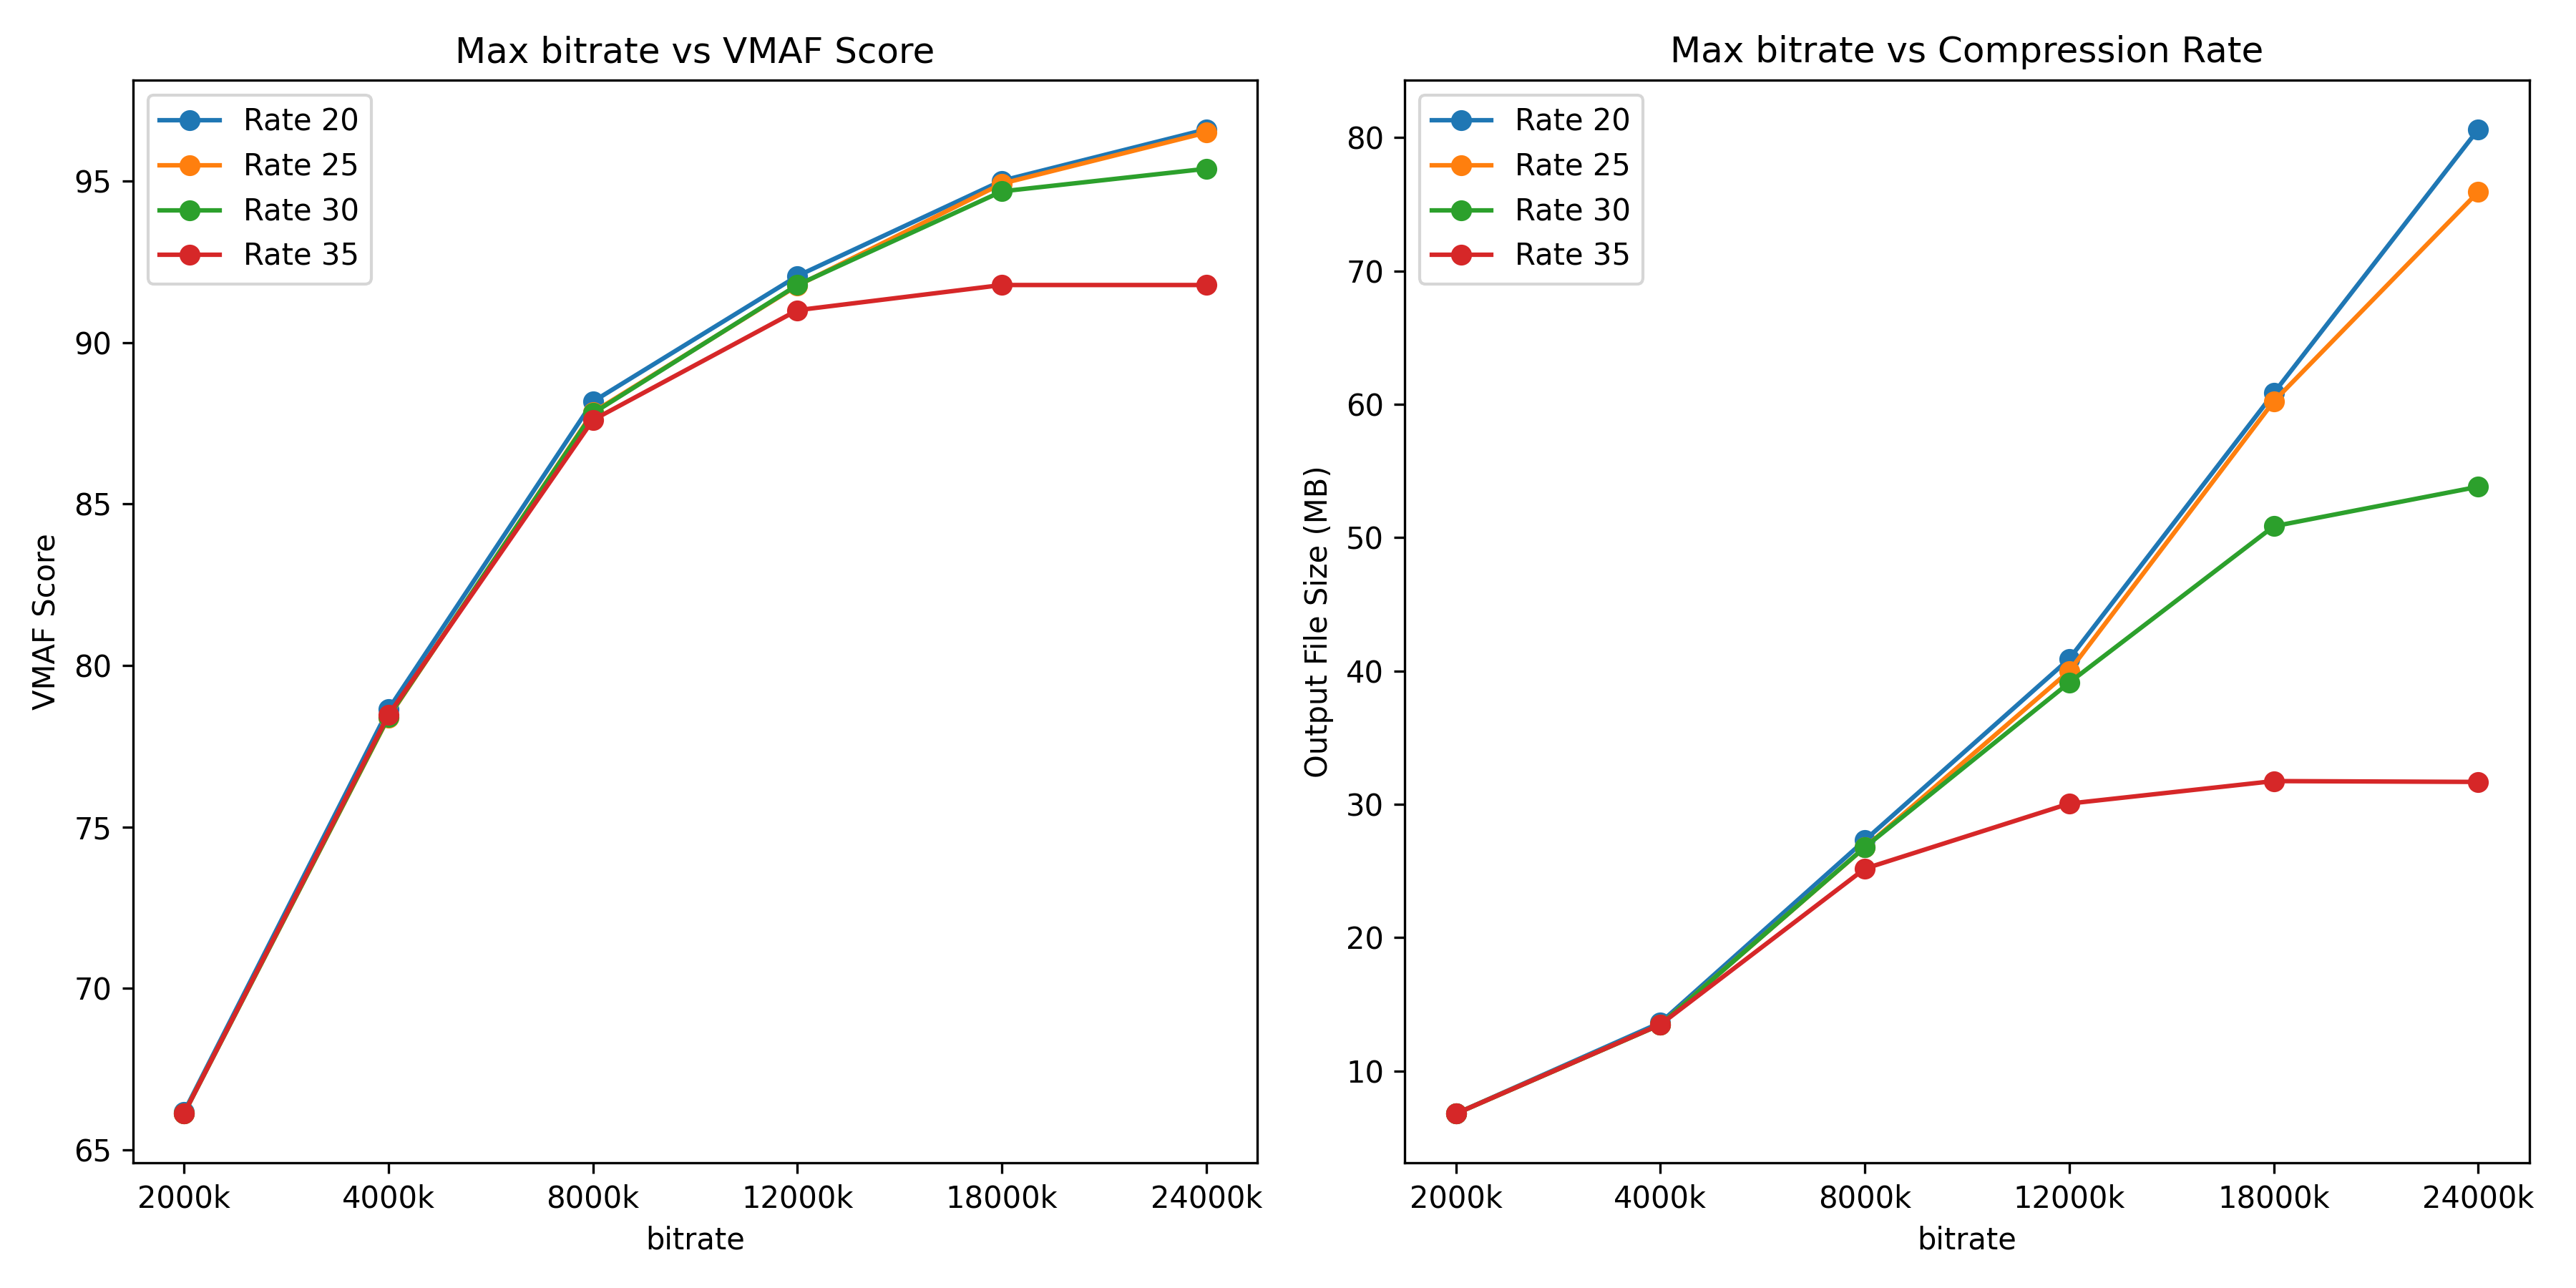 Max bitrate vs VMAF Score
Rate 20
Rate 25
Rate 30
Rate 35
95
90
85
80
75
70
65
VMAF Score
2000k 4000k 8000k 12000k 18000k 24000k
bitrate
Max bitrate vs Compression Rate
Rate 20
Rate 25
Rate 30
Rate 35
80
70
60
50
40
30
20
10
Output File Size (MB)
2000k 4000k 8000k 12000k 18000k 24000k
bitrate